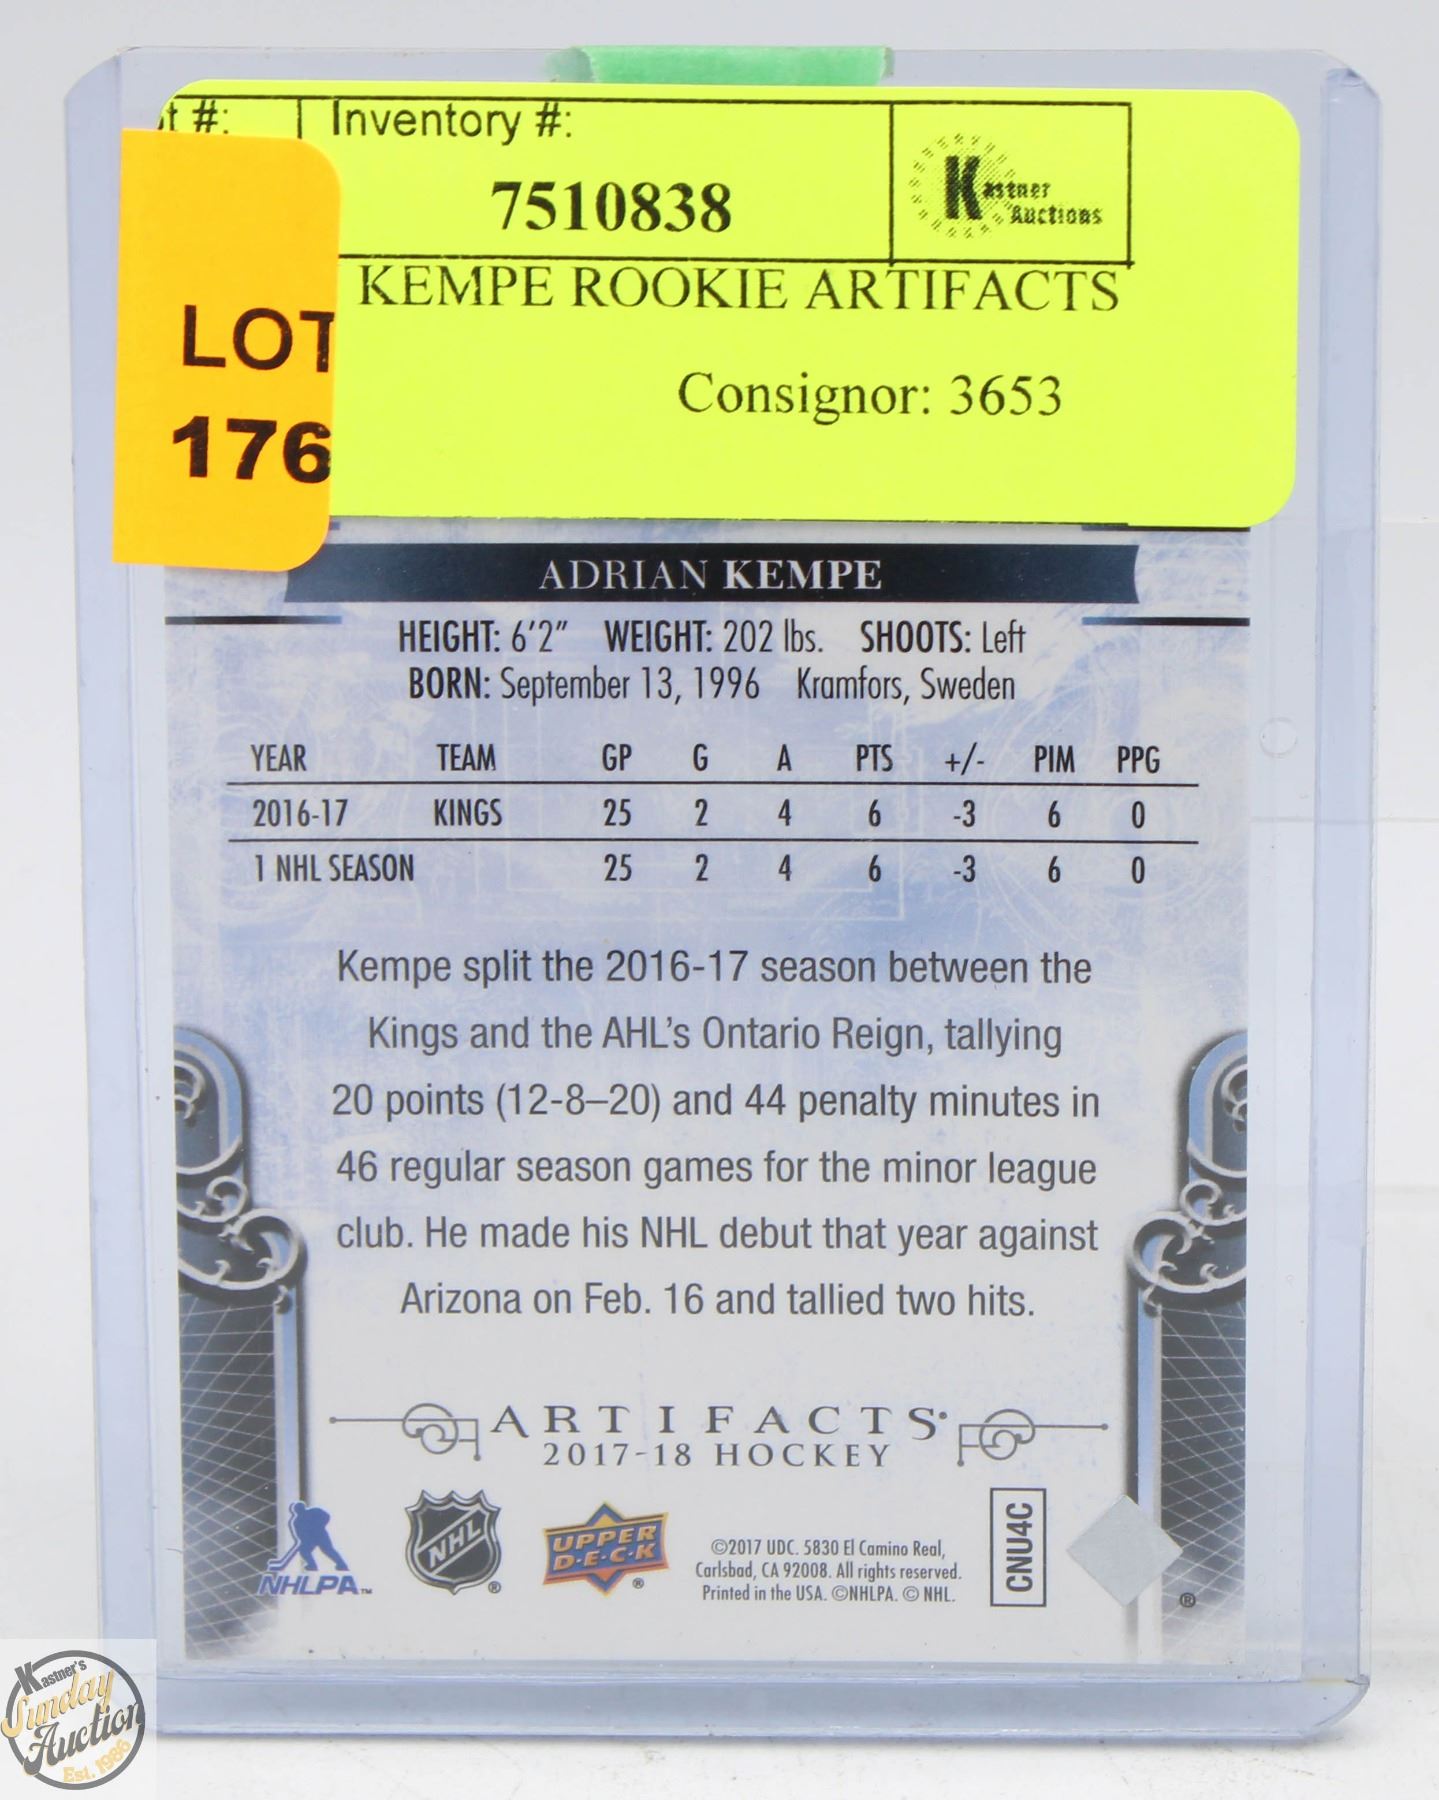 t #:
Inventory #:
7510838
Kastner
Auctions
KEMPE ROOKIE ARTIFACTS
Consignor: 3653
LOT
176
ADRIAN KEMPE
HEIGHT: 6'2" WEIGHT: 202 lbs. SHOOTS: Left
BORN: September 13, 1996 Kramfors, Sweden
YEAR TEAM GP G A PTS +/- PIM PPG
2016-17 KINGS 25 2 4 6 -3 6 0
1 NHL SEASON 25 2 4 6 -3 6 0
Kempe split the 2016-17 season between the
Kings and the AHL's Ontario Reign, tallying
20 points (12-8–20) and 44 penalty minutes in
46 regular season games for the minor league
club. He made his NHL debut that year against
Arizona on Feb. 16 and tallied two hits.
ARTIFACTS
2017-18 HOCKEY
NHLPA™
NHL ®
UPPER
D·E·C·K ®
©2017 UDC. 5830 El Camino Real,
Carlsbad, CA 92008. All rights reserved.
Printed in the USA. ©NHLPA. © NHL.
CNU4C
®
Kastner's
Sunday
Auction
Est. 1986